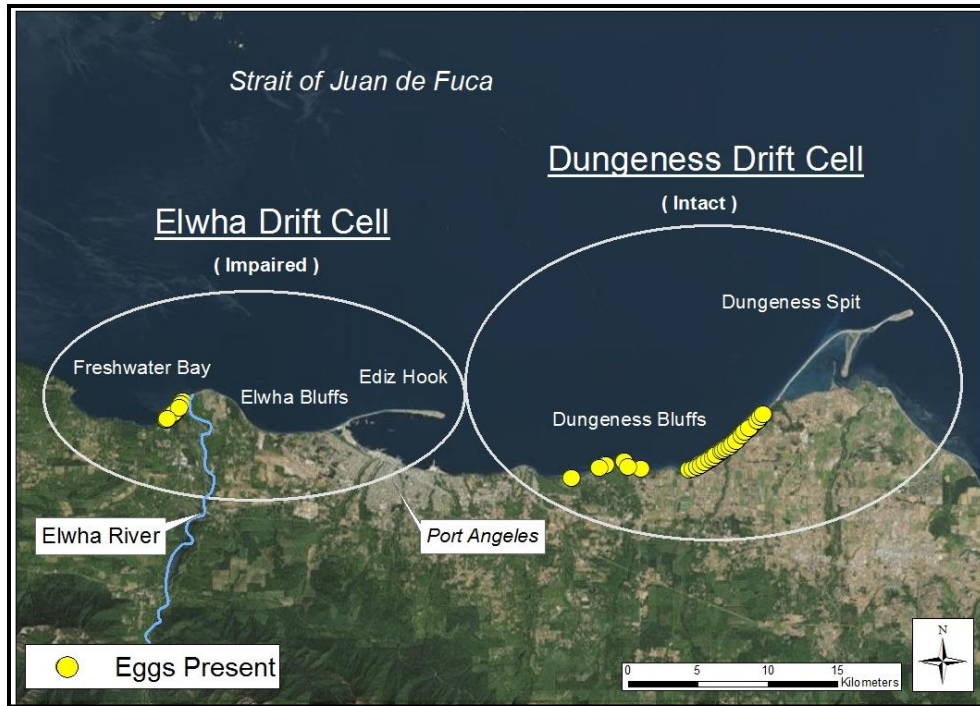 Strait of Juan de Fuca
Dungeness Drift Cell
( Intact )
Elwha Drift Cell
( Impaired )
Dungeness Spit
Freshwater Bay
Ediz Hook
Elwha Bluffs
Dungeness Bluffs
Elwha River
Port Angeles
Eggs Present
N
0 5 10 15
Kilometers